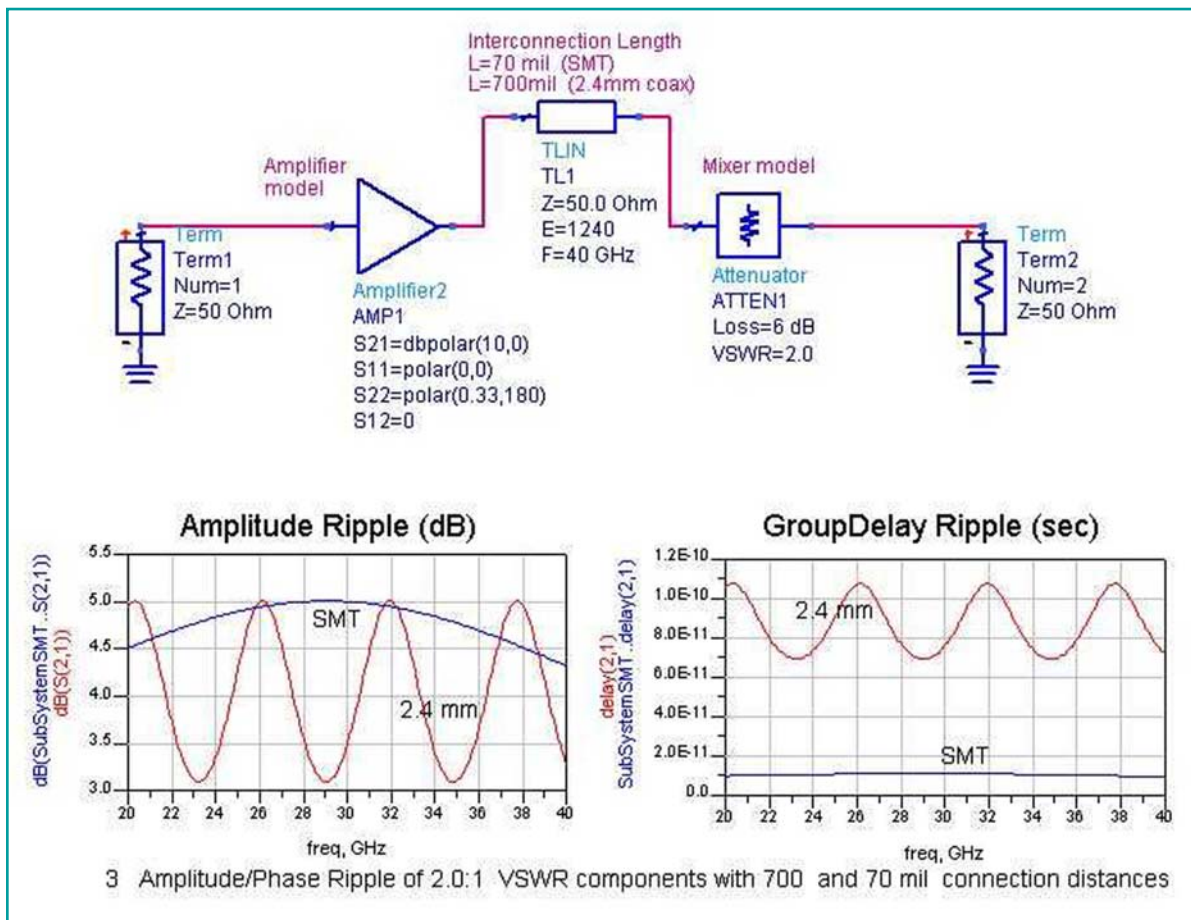 Interconnection Length
L=70 mil (SMT)
L=700mil (2.4mm coax)
TLIN
TL1
Z=50.0 Ohm
E=1240
F=40 GHz
Amplifier
model
Mixer model
Term
Term1
Num=1
Z=50 Ohm
Amplifier2
AMP1
S21=dbpolar(10,0)
S11=polar(0,0)
S22=polar(0.33,180)
S12=0
Attenuator
ATTEN1
Loss=6 dB
VSWR=2.0
Term
Term2
Num=2
Z=50 Ohm
Amplitude Ripple (dB)
dB(SubSystemSMT..S(2,1))
dB(S(2,1))
5.5
5.0
4.5
4.0
3.5
3.0
SMT
2.4 mm
20 22 24 26 28 30 32 34 36 38 40
freq, GHz
GroupDelay Ripple (sec)
delay(2,1)
SubSystemSMT..delay(2,1)
1.2E-10
1.0E-10
8.0E-11
6.0E-11
4.0E-11
2.0E-11
0.0
2.4 mm
SMT
20 22 24 26 28 30 32 34 36 38 40
freq, GHz
3 Amplitude/Phase Ripple of 2.0:1 VSWR components with 700 and 70 mil connection distances